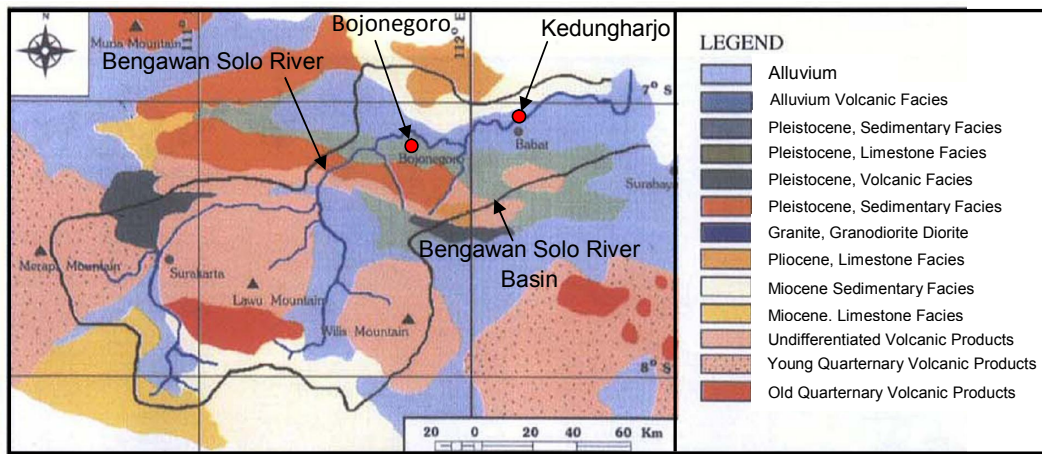 N
Muria Mountain
111°
Bojonegoro
112° E
Kedungharjo
Bengawan Solo River
7° S
Bojonegoro
Babat
Surabaya
Merapi Mountain
Surakarta
Lawu Mountain
Wilis Mountain
Bengawan Solo River
Basin
8° S
20 0 20 40 60 Km
LEGEND
Alluvium
Alluvium Volcanic Facies
Pleistocene, Sedimentary Facies
Pleistocene, Limestone Facies
Pleistocene, Volcanic Facies
Pleistocene, Sedimentary Facies
Granite, Granodiorite Diorite
Pliocene, Limestone Facies
Miocene Sedimentary Facies
Miocene. Limestone Facies
Undifferentiated Volcanic Products
Young Quarternary Volcanic Products
Old Quarternary Volcanic Products